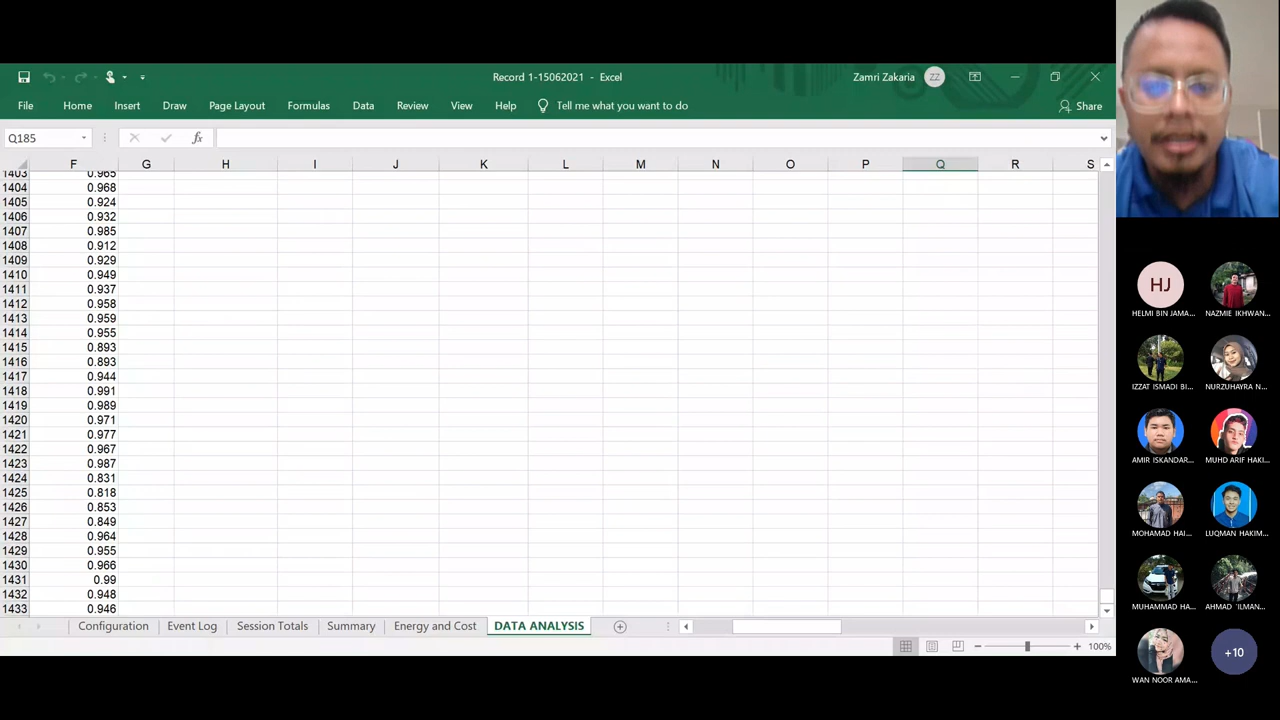 Record 1-15062021 - Excel
Zamri Zakaria
ZZ
File Home Insert Draw Page Layout Formulas Data Review View Help Tell me what you want to do
Share
Q185
fx
F G H I J K L M N O P Q R S
1403 0.965
1404 0.968
1405 0.924
1406 0.932
1407 0.985
1408 0.912
1409 0.929
1410 0.949
1411 0.937
1412 0.958
1413 0.959
1414 0.955
1415 0.893
1416 0.893
1417 0.944
1418 0.991
1419 0.989
1420 0.971
1421 0.977
1422 0.967
1423 0.987
1424 0.831
1425 0.818
1426 0.853
1427 0.849
1428 0.964
1429 0.955
1430 0.966
1431 0.99
1432 0.948
1433 0.946
Configuration Event Log Session Totals Summary Energy and Cost DATA ANALYSIS
100%
HJ
HELMI BIN JAMA... NAZMIE IKHWAN...
IZZAT ISMADI BI... NURZUHAYRA N...
AMIR ISKANDAR... MUHD ARIF HAKI...
MOHAMAD HAI... LUQMAN HAKIM...
MUHAMMAD HA... AHMAD 'ILMAN...
+10
WAN NOOR AMA...